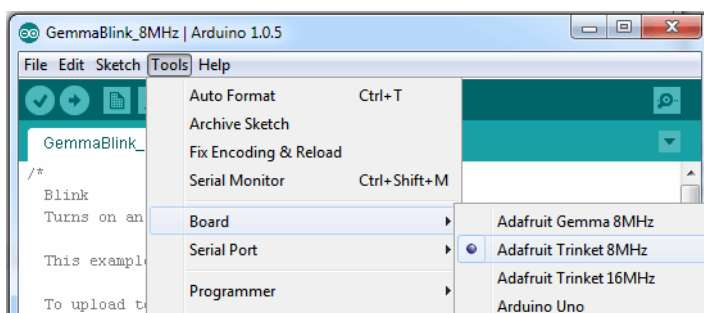 GemmaBlink_8MHz | Arduino 1.0.5
File Edit Sketch Tools Help
GemmaBlink_
Auto Format Ctrl+T
Archive Sketch
Fix Encoding & Reload
Serial Monitor Ctrl+Shift+M
Board
Serial Port
Programmer
Adafruit Gemma 8MHz
Adafruit Trinket 8MHz
Adafruit Trinket 16MHz
Arduino Uno
/*
Blink
Turns on an
This exampl
To upload t